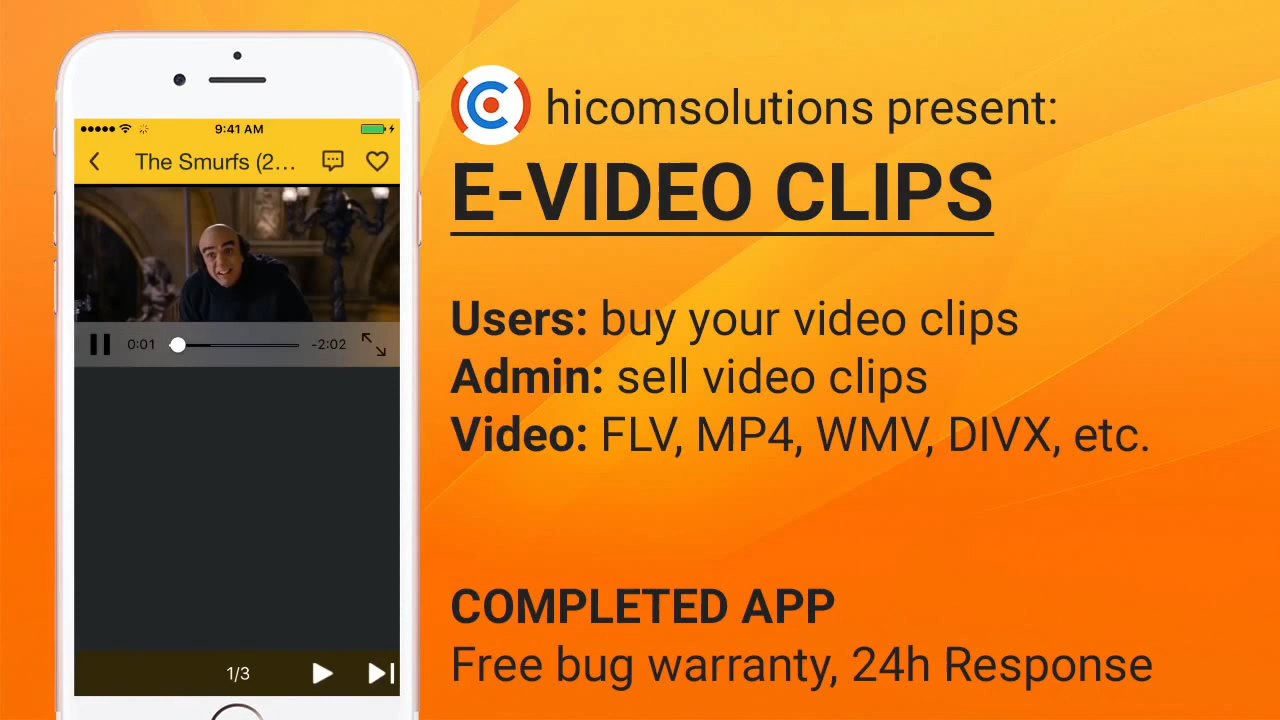 9:41 AM
The Smurfs (2...
0:01
-2:02
1/3
hicomsolutions present:
E-VIDEO CLIPS
Users: buy your video clips
Admin: sell video clips
Video: FLV, MP4, WMV, DIVX, etc.
COMPLETED APP
Free bug warranty, 24h Response